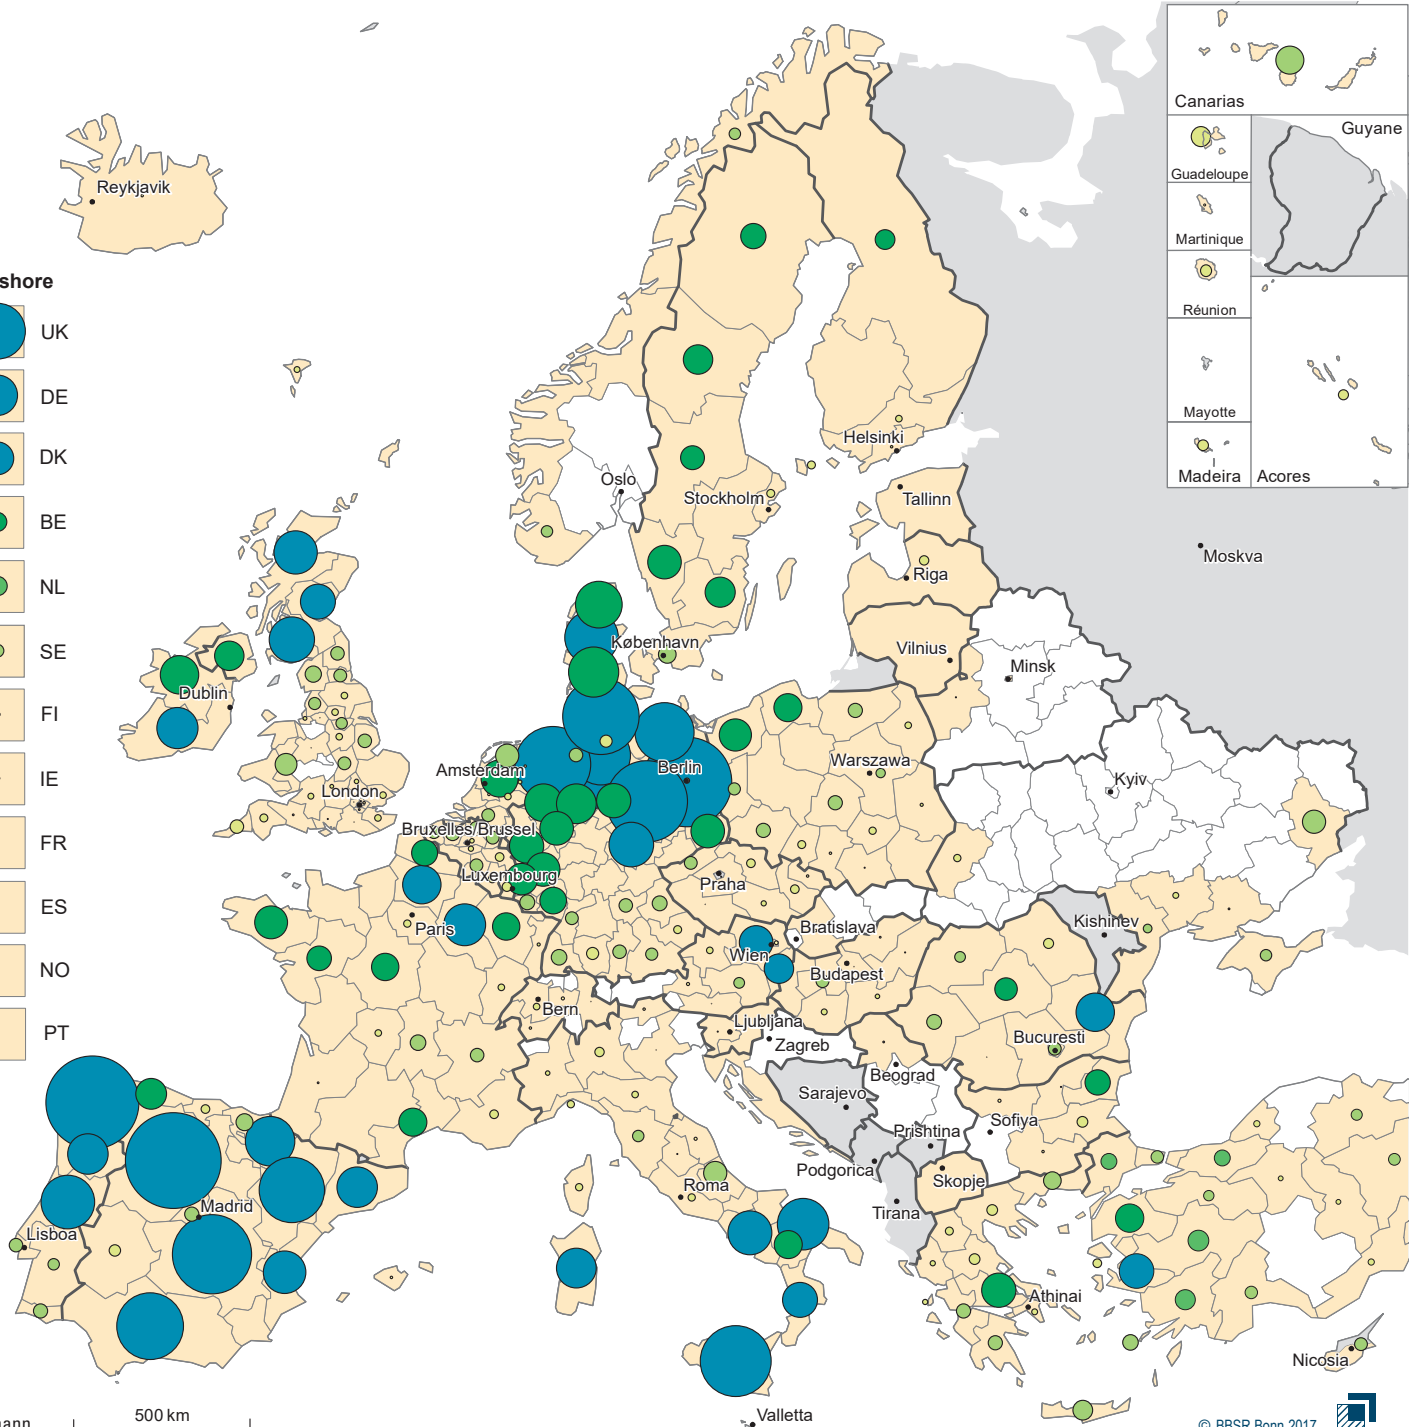 Canarias
Guyane
Guadeloupe
Martinique
Réunion
Mayotte
Madeira
Acores
Reykjavik
shore
UK
DE
DK
BE
NL
SE
FI
IE
FR
ES
NO
PT
Helsinki
Oslo
Stockholm
Tallinn
Moskva
Riga
København
Vilnius
Minsk
Dublin
Warszawa
Amsterdam
Berlin
Kyiv
London
Bruxelles/Brussel
Luxembourg
Praha
Paris
Kishinev
Bratislava
Wien
Budapest
Bern
Ljubljana
Zagreb
Bucuresti
Beograd
Sarajevo
Prishtina
Sofiya
Podgorica
Skopje
Roma
Tirana
Madrid
Lisboa
Athinai
Nicosia
Valletta
500 km
mann
© BBSR Bonn 2017